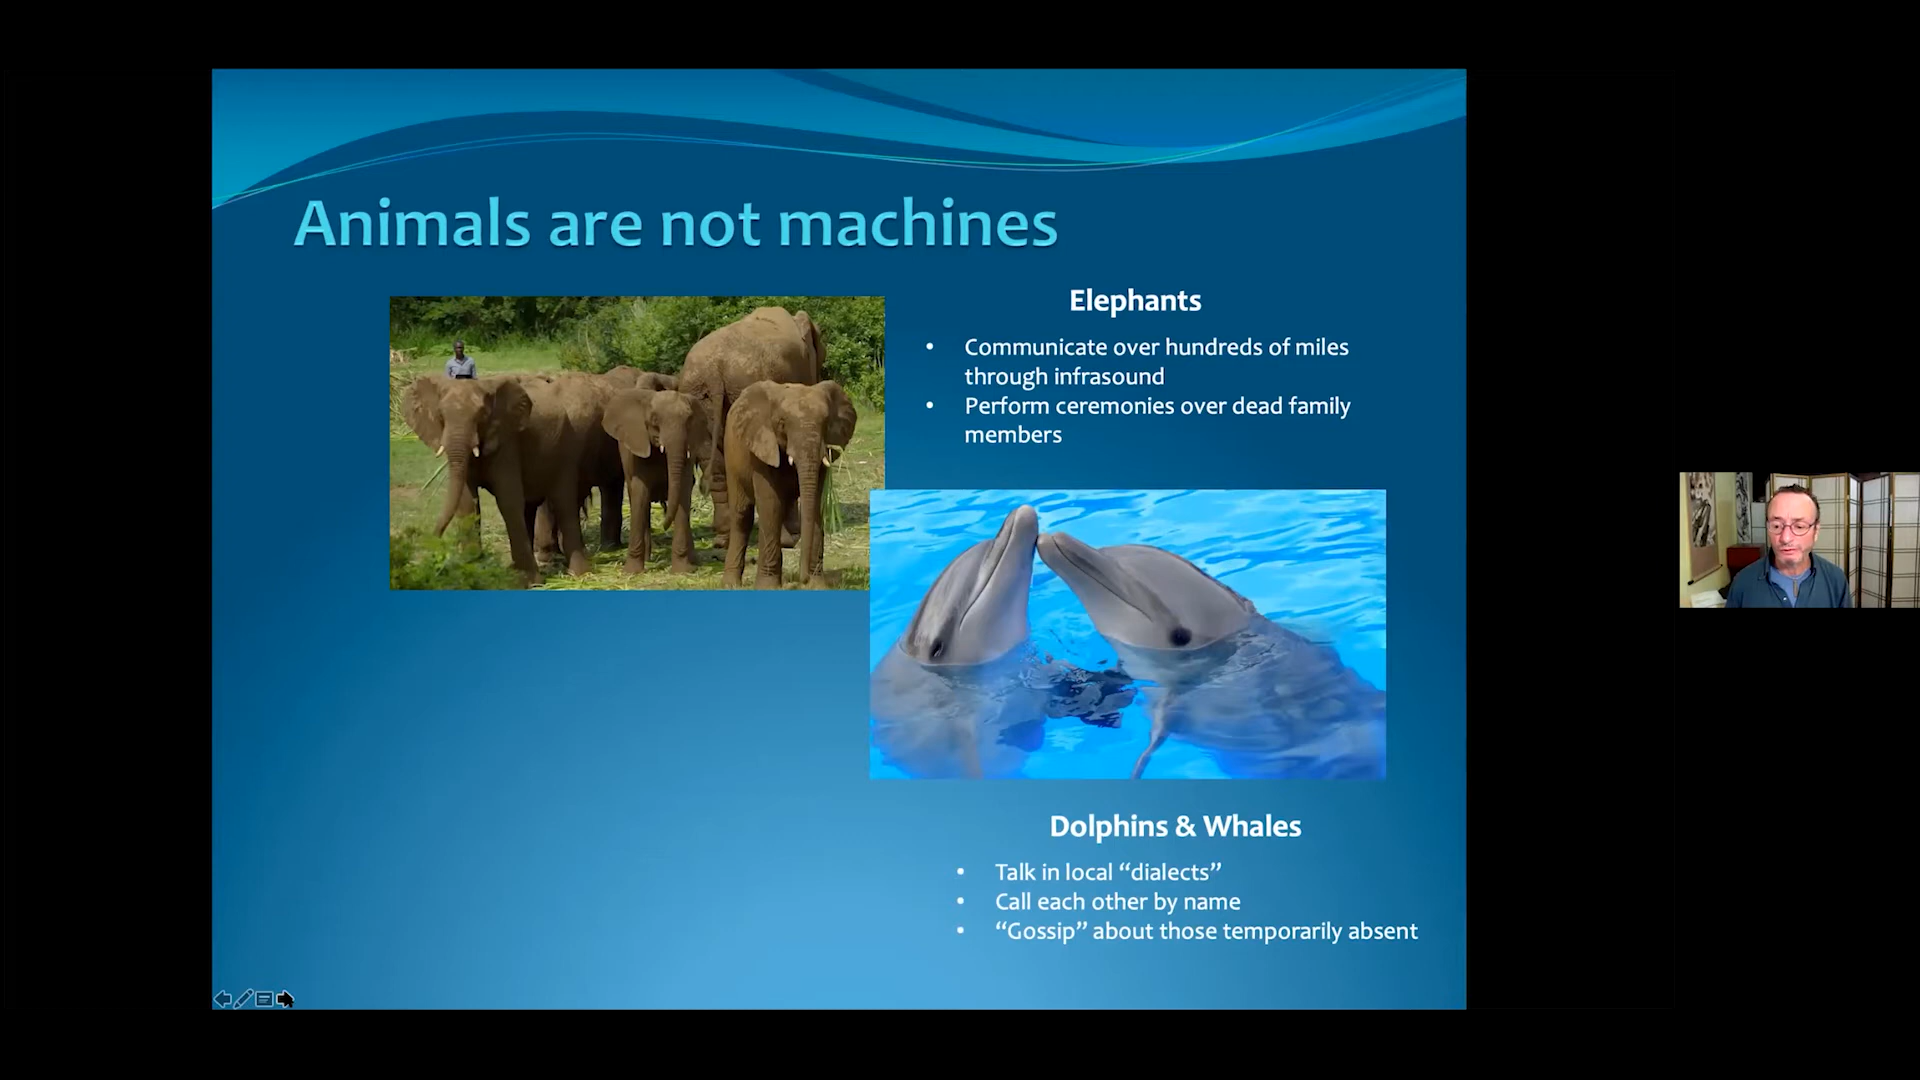 Animals are not machines
Elephants
• Communicate over hundreds of miles
through infrasound
• Perform ceremonies over dead family
members
Dolphins & Whales
• Talk in local “dialects”
• Call each other by name
• “Gossip” about those temporarily absent